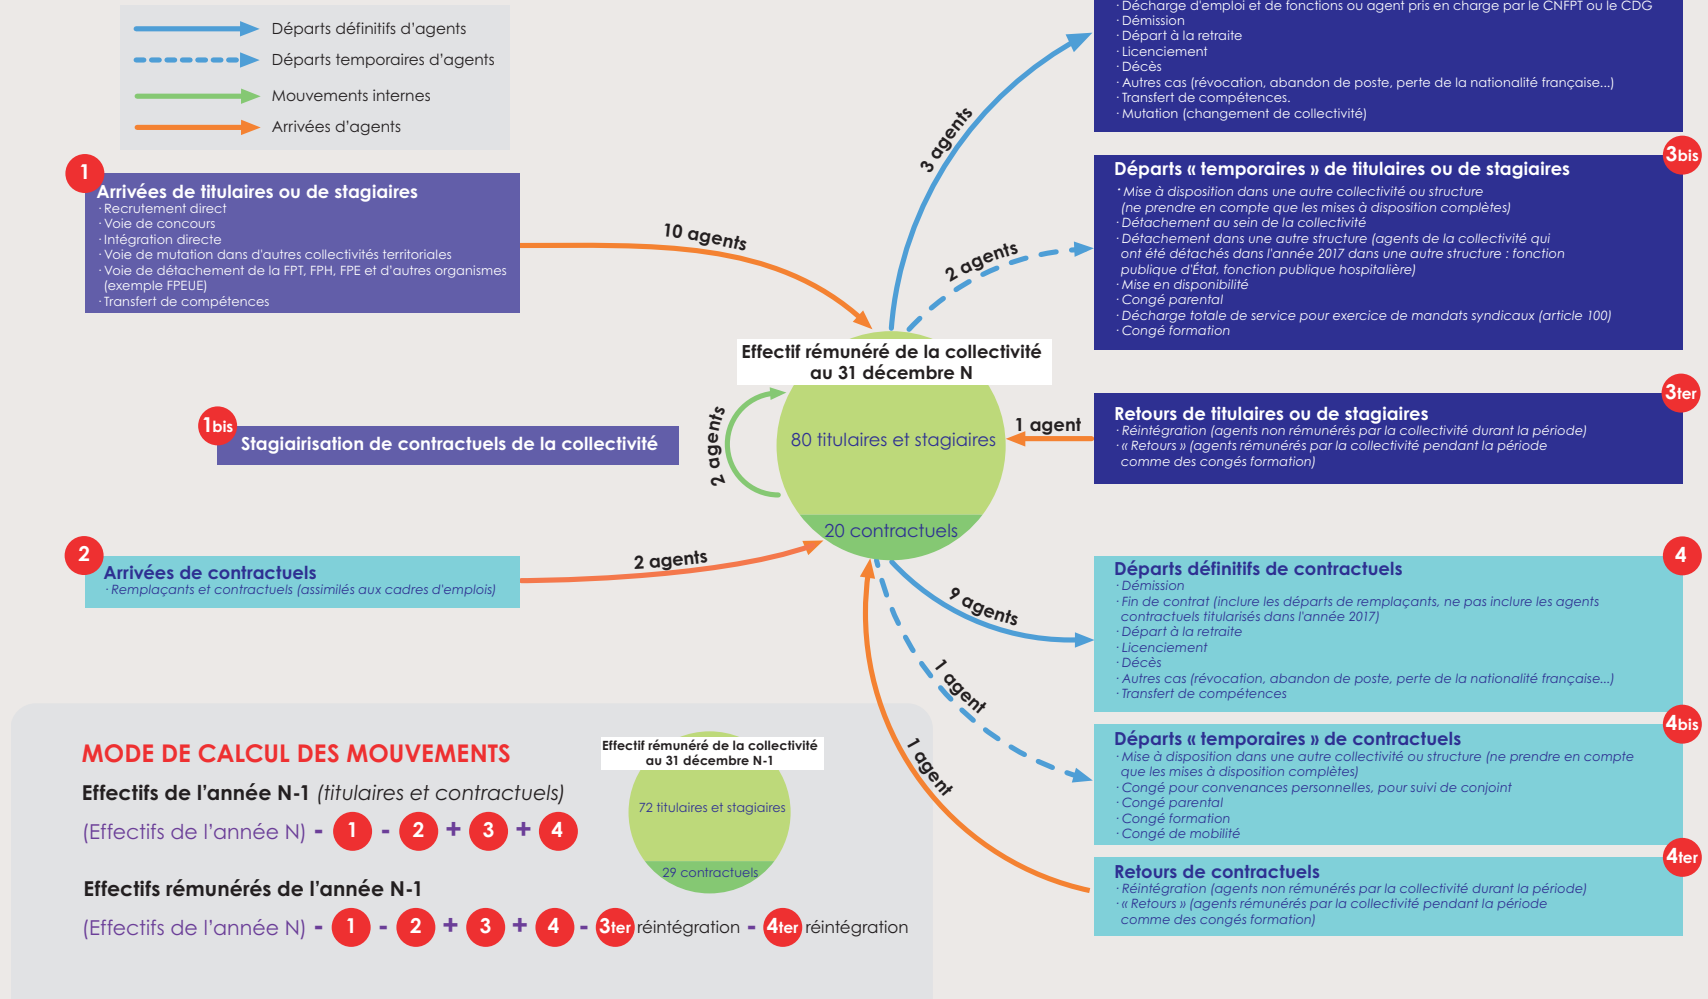 Départs définitifs d'agents
Départs temporaires d'agents
Mouvements internes
Arrivées d'agents
· Décharge d'emploi et de fonctions ou agent pris en charge par le CNFPT ou le CDG
· Démission
· Départ à la retraite
· Licenciement
· Décès
· Autres cas (révocation, abandon de poste, perte de la nationalité française...)
· Transfert de compétences.
· Mutation (changement de collectivité)
3 agents
1
Arrivées de titulaires ou de stagiaires
· Recrutement direct
· Voie de concours
· Intégration directe
· Voie de mutation dans d'autres collectivités territoriales
· Voie de détachement de la FPT, FPH, FPE et d'autres organismes
(exemple FPEUE)
· Transfert de compétences
10 agents
3bis
Départs « temporaires » de titulaires ou de stagiaires
· Mise à disposition dans une autre collectivité ou structure
(ne prendre en compte que les mises à disposition complètes)
· Détachement au sein de la collectivité
· Détachement dans une autre structure (agents de la collectivité qui
ont été détachés dans l'année 2017 dans une autre structure : fonction
publique d'État, fonction publique hospitalière)
· Mise en disponibilité
· Congé parental
· Décharge totale de service pour exercice de mandats syndicaux (article 100)
· Congé formation
2 agents
Effectif rémunéré de la collectivité
au 31 décembre N
80 titulaires et stagiaires
20 contractuels
1bis
Stagiairisation de contractuels de la collectivité
2 agents
3ter
Retours de titulaires ou de stagiaires
· Réintégration (agents non rémunérés par la collectivité durant la période)
· « Retours » (agents rémunérés par la collectivité pendant la période
comme des congés formation)
1 agent
2
Arrivées de contractuels
· Remplaçants et contractuels (assimilés aux cadres d'emplois)
2 agents
4
Départs définitifs de contractuels
· Démission
· Fin de contrat (inclure les départs de remplaçants, ne pas inclure les agents
contractuels titularisés dans l'année 2017)
· Départ à la retraite
· Licenciement
· Décès
· Autres cas (révocation, abandon de poste, perte de la nationalité française...)
· Transfert de compétences
9 agents
4bis
Départs « temporaires » de contractuels
· Mise à disposition dans une autre collectivité ou structure (ne prendre en compte
que les mises à disposition complètes)
· Congé pour convenances personnelles, pour suivi de conjoint
· Congé parental
· Congé formation
· Congé de mobilité
1 agent
4ter
Retours de contractuels
· Réintégration (agents non rémunérés par la collectivité durant la période)
· « Retours » (agents rémunérés par la collectivité pendant la période
comme des congés formation)
1 agent
MODE DE CALCUL DES MOUVEMENTS
Effectifs de l'année N-1 (titulaires et contractuels)
(Effectifs de l'année N) - 1 - 2 + 3 + 4
Effectif rémunéré de la collectivité
au 31 décembre N-1
72 titulaires et stagiaires
29 contractuels
Effectifs rémunérés de l'année N-1
(Effectifs de l'année N) - 1 - 2 + 3 + 4 - 3ter réintégration - 4ter réintégration